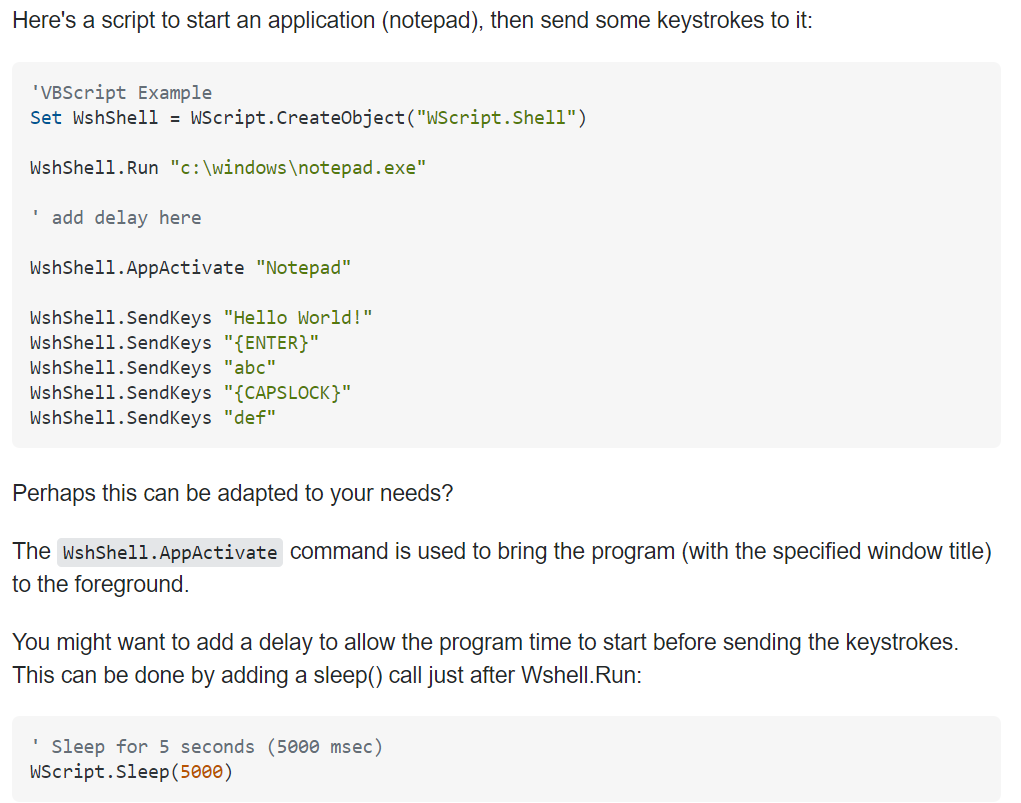 Here's a script to start an application (notepad), then send some keystrokes to it:
'VBScript Example
Set WshShell = WScript.CreateObject("WScript.Shell")
WshShell.Run "c:\windows\notepad.exe"
' add delay here
WshShell.AppActivate "Notepad"
WshShell.SendKeys "Hello World!"
WshShell.SendKeys "{ENTER}"
WshShell.SendKeys "abc"
WshShell.SendKeys "{CAPSLOCK}"
WshShell.SendKeys "def"
Perhaps this can be adapted to your needs?
The WshShell.AppActivate command is used to bring the program (with the specified window title)
to the foreground.
You might want to add a delay to allow the program time to start before sending the keystrokes.
This can be done by adding a sleep() call just after Wshell.Run:
' Sleep for 5 seconds (5000 msec)
WScript.Sleep(5000)